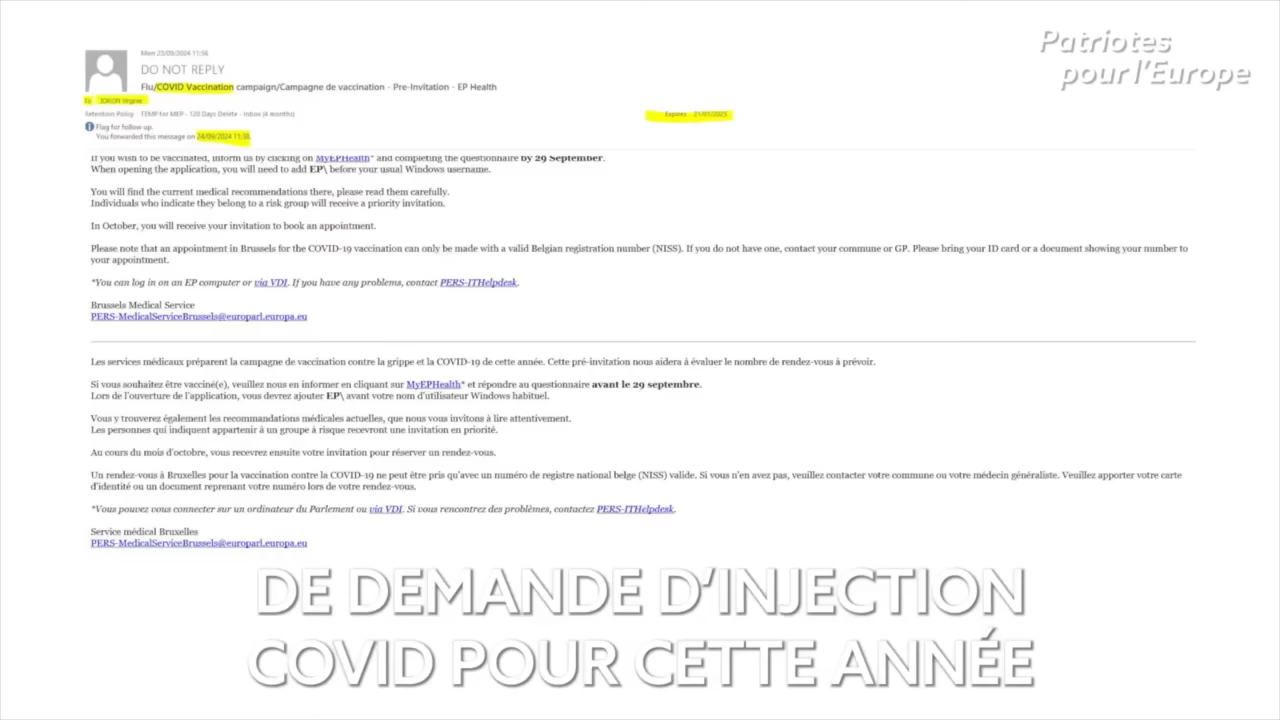 Patriotes
pour l'Europe
Mon 23/09/2024 11:56
DO NOT REPLY
Flu/COVID Vaccination campaign/Campagne de vaccination - Pre-Invitation - EP Health
To JORON Virginie
Retention Policy TEMP for MEP - 120 Days Delete - Inbox (4 months)
Expires 21/01/2025
Flag for follow up.
You forwarded this message on 24/09/2024 11:38.
If you wish to be vaccinated, inform us by clicking on MyEPHealth* and completing the questionnaire by 29 September.
When opening the application, you will need to add EP\ before your usual Windows username.
You will find the current medical recommendations there, please read them carefully.
Individuals who indicate they belong to a risk group will receive a priority invitation.
In October, you will receive your invitation to book an appointment.
Please note that an appointment in Brussels for the COVID-19 vaccination can only be made with a valid Belgian registration number (NISS). If you do not have one, contact your commune or GP. Please bring your ID card or a document showing your number to
your appointment.
*You can log in on an EP computer or via VDI. If you have any problems, contact PERS-ITHelpdesk.
Brussels Medical Service
PERS-MedicalServiceBrussels@europarl.europa.eu
Les services médicaux préparent la campagne de vaccination contre la grippe et la COVID-19 de cette année. Cette pré-invitation nous aidera à évaluer le nombre de rendez-vous à prévoir.
Si vous souhaitez être vacciné(e), veuillez nous en informer en cliquant sur MyEPHealth* et répondre au questionnaire avant le 29 septembre.
Lors de l'ouverture de l'application, vous devrez ajouter EP\ avant votre nom d'utilisateur Windows habituel.
Vous y trouverez également les recommandations médicales actuelles, que nous vous invitons à lire attentivement.
Les personnes qui indiquent appartenir à un groupe à risque recevront une invitation en priorité.
Au cours du mois d'octobre, vous recevrez ensuite votre invitation pour réserver un rendez-vous.
Un rendez-vous à Bruxelles pour la vaccination contre la COVID-19 ne peut être pris qu'avec un numéro de registre national belge (NISS) valide. Si vous n'en avez pas, veuillez contacter votre commune ou votre médecin généraliste. Veuillez apporter votre carte
d'identité ou un document reprenant votre numéro lors de votre rendez-vous.
*Vous pouvez vous connecter sur un ordinateur du Parlement ou via VDI. Si vous rencontrez des problèmes, contactez PERS-ITHelpdesk.
Service médical Bruxelles
PERS-MedicalServiceBrussels@europarl.europa.eu
DE DEMANDE D'INJECTION
COVID POUR CETTE ANNÉE